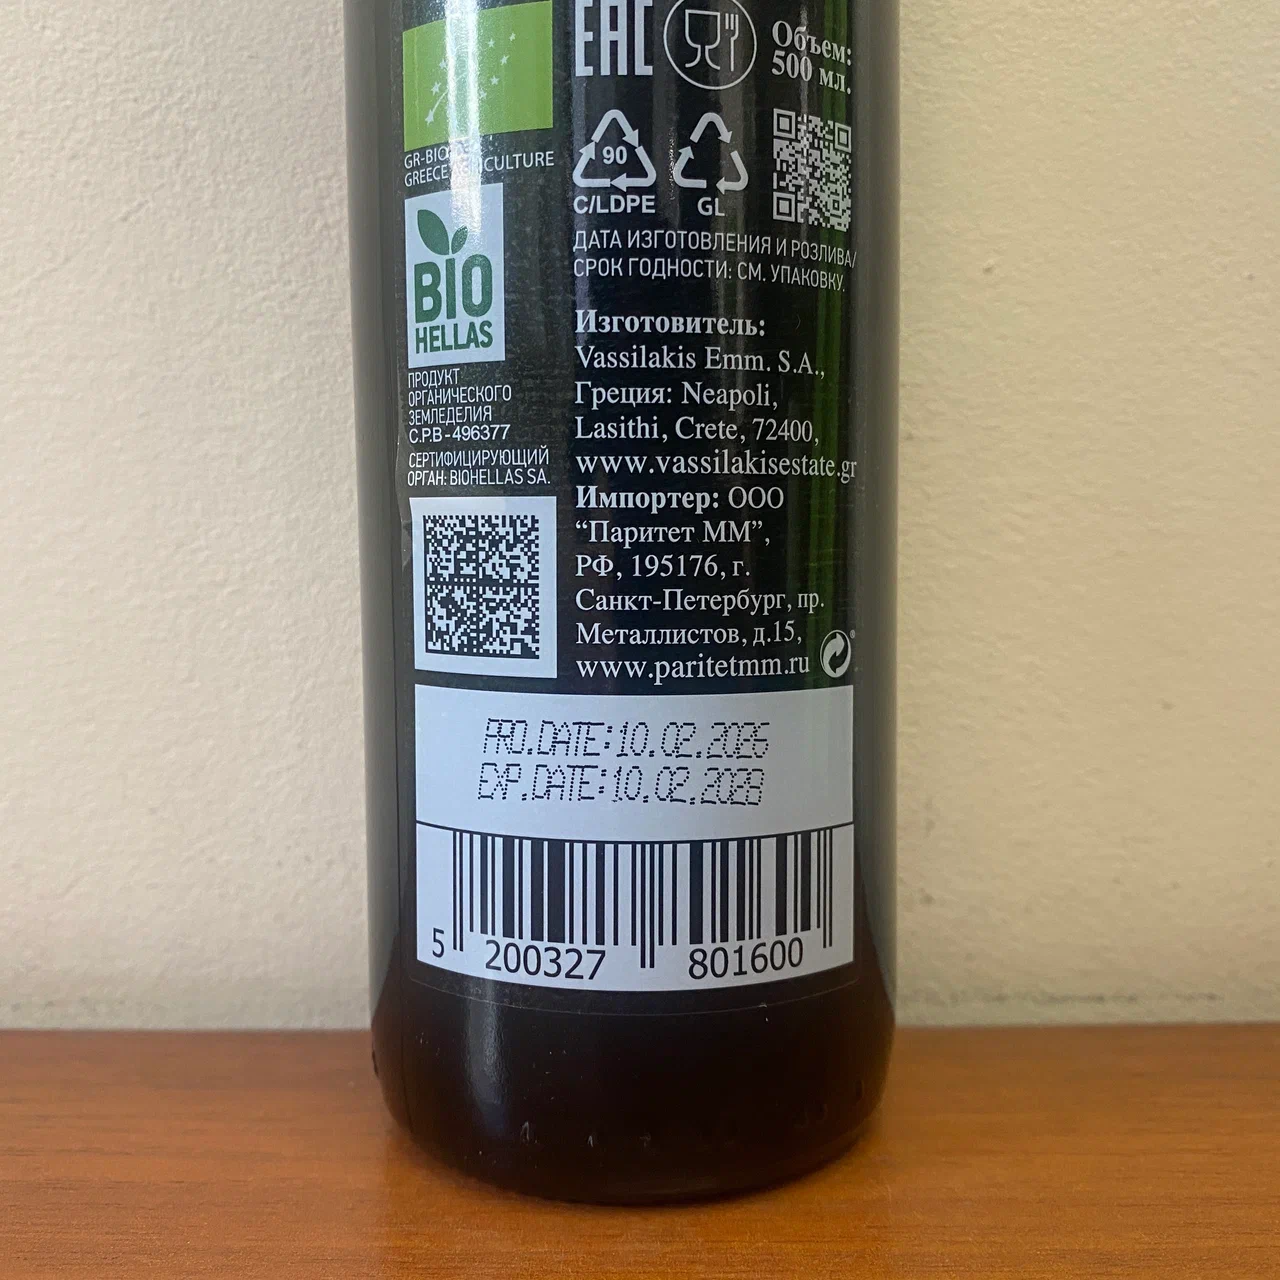 EAC
Объем:
500 мл.
GR-BIO
GREECE AGRICULTURE
90
C/LDPE
GL
BIO
HELLAS
ДАТА ИЗГОТОВЛЕНИЯ И РОЗЛИВА/
СРОК ГОДНОСТИ: СМ. УПАКОВКУ.
ПРОДУКТ
ОРГАНИЧЕСКОГО
ЗЕМЛЕДЕЛИЯ
C.P.B-496377
СЕРТИФИЦИРУЮЩИЙ
ОРГАН: BIOHELLAS SA.
Изготовитель:
Vassilakis Emm. S.A.,
Греция: Neapoli,
Lasithi, Crete, 72400,
www.vassilakisestate.gr
Импортер: ООО
“Паритет ММ”,
РФ, 195176, г.
Санкт-Петербург, пр.
Металлистов, д.15,
www.paritetmm.ru
PRO.DATE:10.02.2026
EXP.DATE:10.02.2028
5 200327 801600